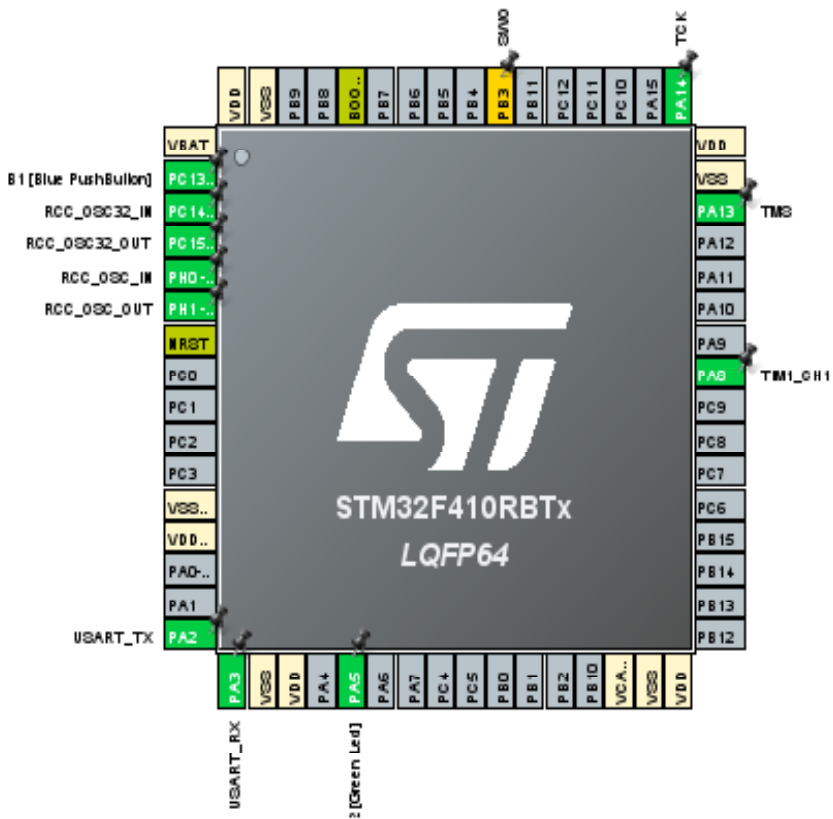 SWO
TCK
VDD
VSS
PB9
PB8
BOO..
PB7
PB6
PB5
PB4
PB3
PB11
PC12
PC11
PC10
PA15
PA14
VBAT
B1 [Blue PushButton] PC13..
RCC_OSC32_IN PC14..
RCC_OSC32_OUT PC15..
RCC_OSC_IN PH0-..
RCC_OSC_OUT PH1-..
NRST
PC0
PC1
PC2
PC3
VSS..
VDD..
PA0-..
PA1
USART_TX PA2
VDD
VSS
PA13 TMS
PA12
PA11
PA10
PA9
PA8 TIM1_CH1
PC9
PC8
PC7
PC6
PB15
PB14
PB13
PB12
STM32F410RBTx
LQFP64
PA3
VSS
VDD
PA4
PA5
PA6
PA7
PC4
PC5
PB0
PB1
PB2
PB10
VCA..
VSS
VDD
USART_RX
[Green Led]